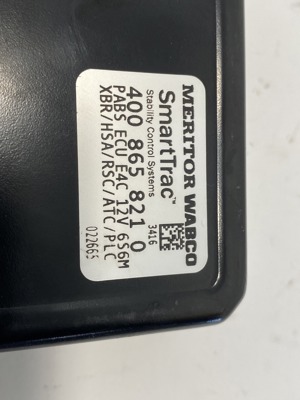 MERITOR WABCO
SmartTrac™
Stability Control Systems
3416
400 865 821 0
PABS ECU E4C 12V 6S6M
XBR/HSA/RSC/ATC/PLC
022665